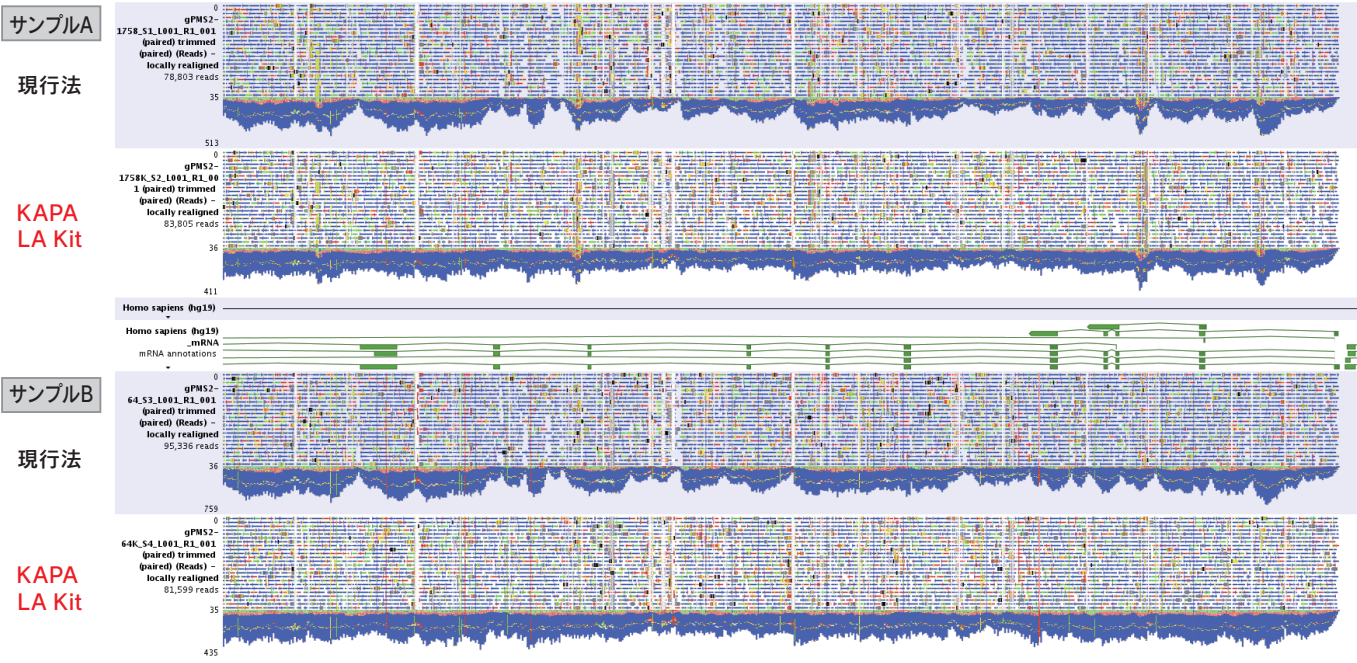 サンプルA
現行法
0
gPMS2–
1758_S1_L001_R1_001
(paired) trimmed
(paired) (Reads) –
locally realigned
78,803 reads
35
513
KAPA
LA Kit
0
gPMS2–
1758K_S2_L001_R1_00
1 (paired) trimmed
(paired) (Reads) –
locally realigned
83,805 reads
36
411
Homo sapiens (hg19)
Homo sapiens (hg19)
_mRNA
mRNA annotations
サンプルB
現行法
0
gPMS2–
64_S3_L001_R1_001
(paired) trimmed
(paired) (Reads) –
locally realigned
95,336 reads
36
759
KAPA
LA Kit
0
gPMS2–
64K_S4_L001_R1_001
(paired) trimmed
(paired) (Reads) –
locally realigned
81,599 reads
35
435